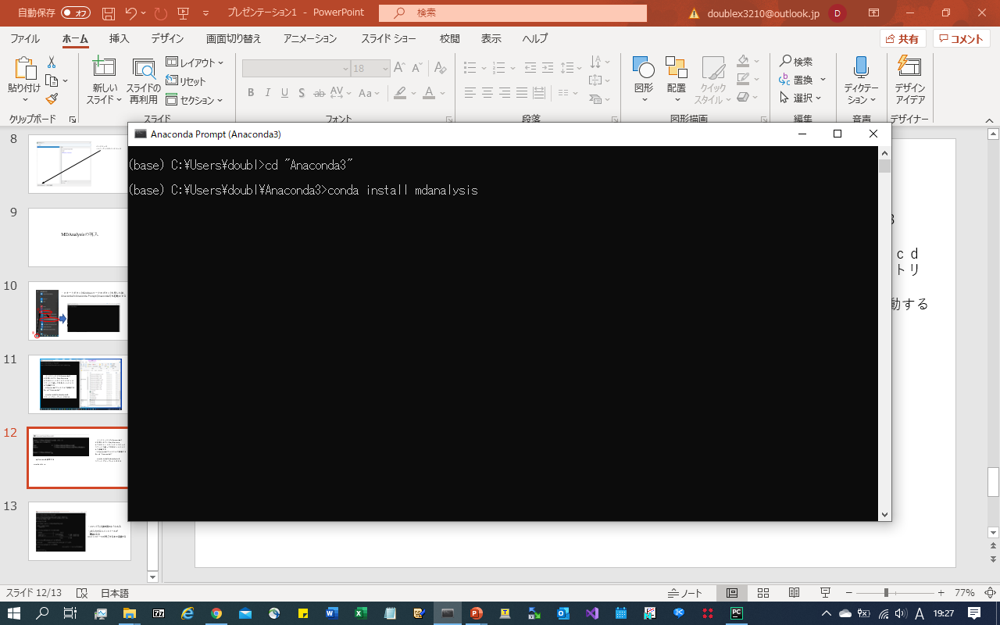 自動保存 オフ プレゼンテーション1 - PowerPoint 検索 doublex3210@outlook.jp D
ファイル ホーム 挿入 デザイン 画面切り替え アニメーション スライド ショー 校閲 表示 ヘルプ 共有 コメント
貼り付け
クリップボード
新しい
スライド
スライドの
再利用
レイアウト
リセット
セクション
スライド
18
フォント
段落
図形
配置
クイック
スタイル
図形描画
検索
置換
選択
編集
ディクテー
ション
音声
デザイン
アイデア
デザイナー
8
9
MDAnalysisの導入
10
11
12
13
Anaconda Prompt (Anaconda3)
(base) C:¥Users¥doubl>cd "Anaconda3"
(base) C:¥Users¥doubl¥Anaconda3>conda install mdanalysis
3
ｃｄ
トリ
動する
スライド 12/13 日本語 ノート 77%
A 19:27